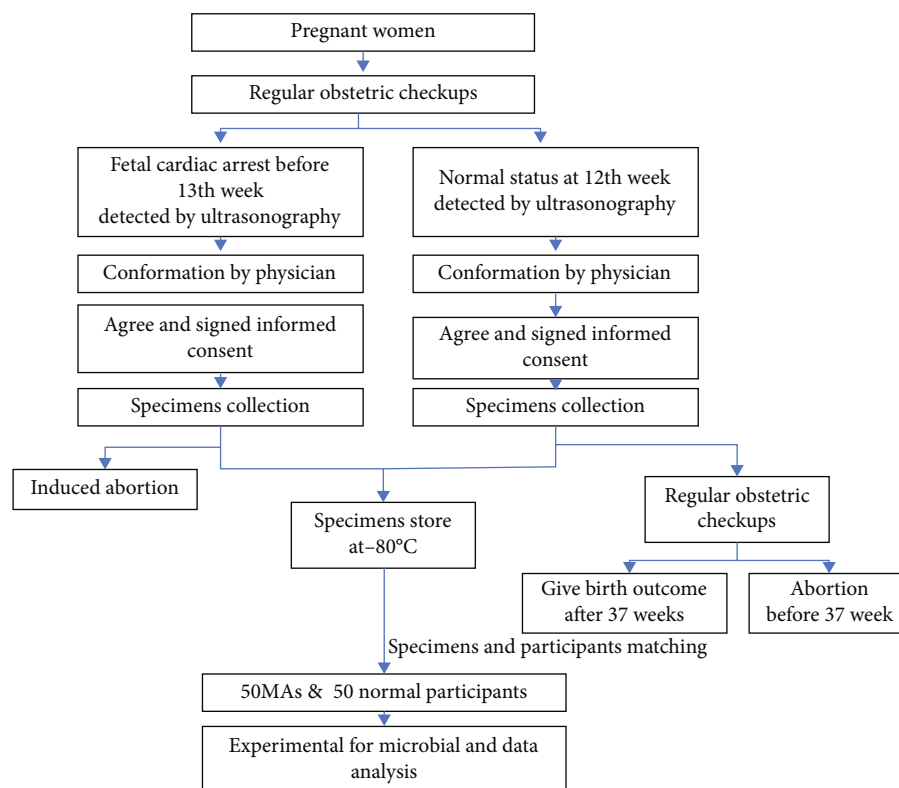 Pregnant women
Regular obstetric checkups
Fetal cardiac arrest before
13th week
detected by ultrasonography
Normal status at 12th week
detected by ultrasonography
Conformation by physician
Conformation by physician
Agree and signed informed
consent
Agree and signed informed
consent
Specimens collection
Specimens collection
Induced abortion
Specimens store
at–80°C
Regular obstetric
checkups
Give birth outcome
after 37 weeks
Abortion
before 37 week
Specimens and participants matching
50MAs & 50 normal participants
Experimental for microbial and data
analysis